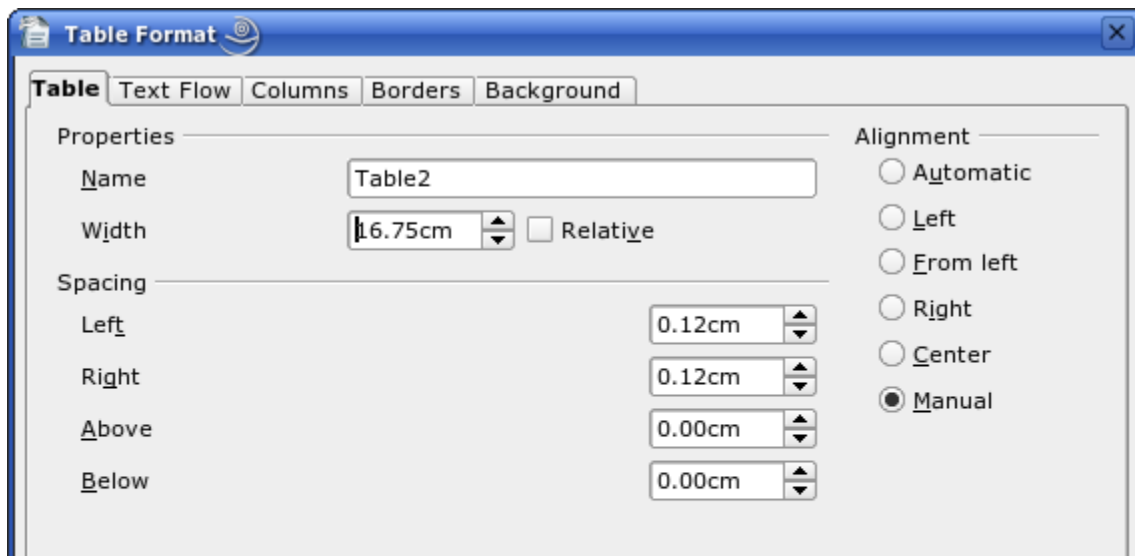 Table Format
Table Text Flow Columns Borders Background
Properties
Name Table2
Width 16.75cm Relative
Spacing
Left 0.12cm
Right 0.12cm
Above 0.00cm
Below 0.00cm
Alignment
Automatic
Left
From left
Right
Center
Manual